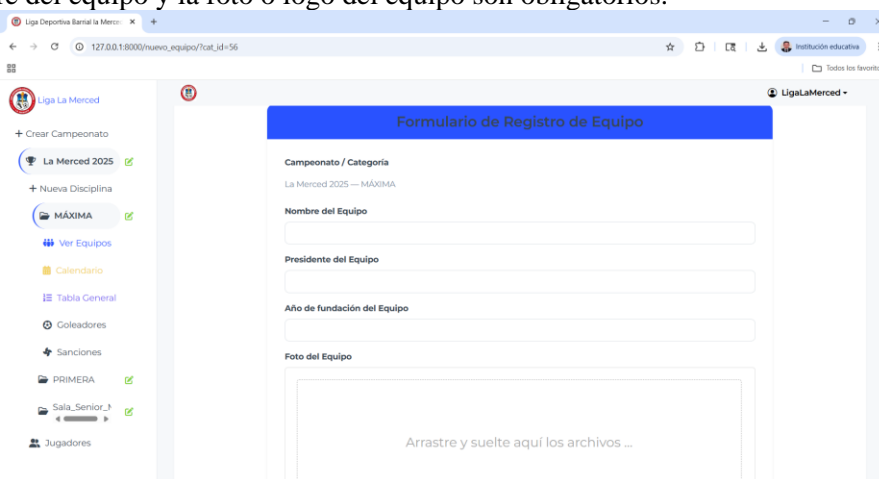 re del equipo y la foto o logo del equipo son obligatorios.
Liga Deportiva Barrial la Merced
127.0.0.1:8000/nuevo_equipo/?cat_id=56
Institución educativa
Todos los favorito
Liga La Merced
LigaLaMerced
+ Crear Campeonato
La Merced 2025
+ Nueva Disciplina
MÁXIMA
Ver Equipos
Calendario
Tabla General
Goleadores
Sanciones
PRIMERA
Sala_Senior_
Jugadores
Formulario de Registro de Equipo
Campeonato / Categoría
La Merced 2025 — MÁXIMA
Nombre del Equipo
Presidente del Equipo
Año de fundación del Equipo
Foto del Equipo
Arrastre y suelte aquí los archivos ...